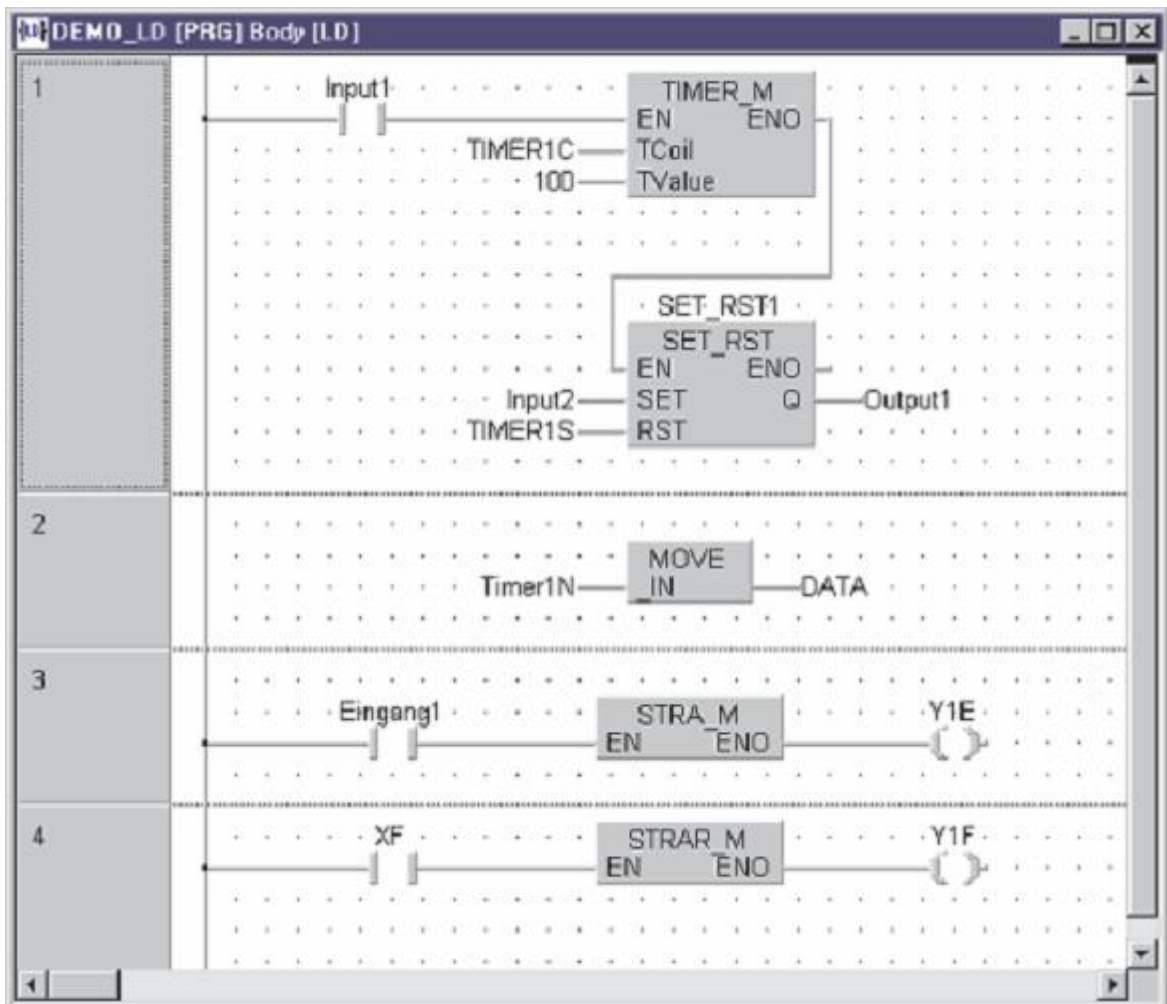 DEMO_LD [PRG] Body [LD]
1
Input1
TIMER_M
EN ENO
TIMER1C TCoil
100 TValue
SET_RST1
SET_RST
EN ENO
Input2 SET Q Output1
TIMER1S RST
2
MOVE
Timer1N _IN DATA
3
Eingang1 STRA_M Y1E
EN ENO
4
XF STRAR_M Y1F
EN ENO